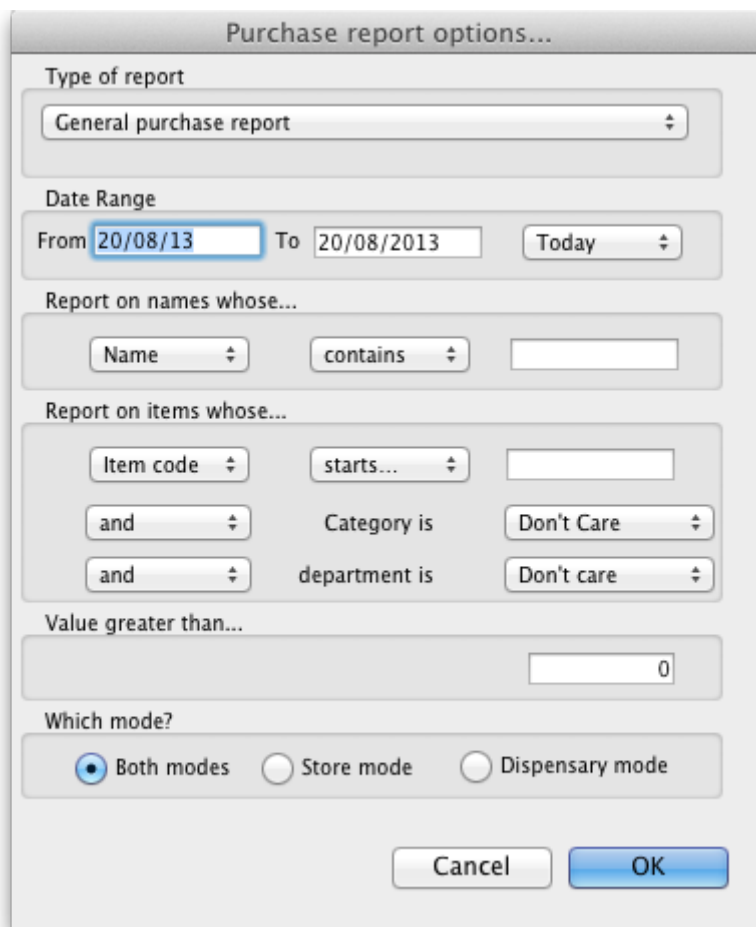 Purchase report options...
Type of report
General purchase report
Date Range
From 20/08/13 To 20/08/2013 Today
Report on names whose...
Name contains
Report on items whose...
Item code starts...
and Category is Don't Care
and department is Don't care
Value greater than...
0
Which mode?
Both modes Store mode Dispensary mode
Cancel OK